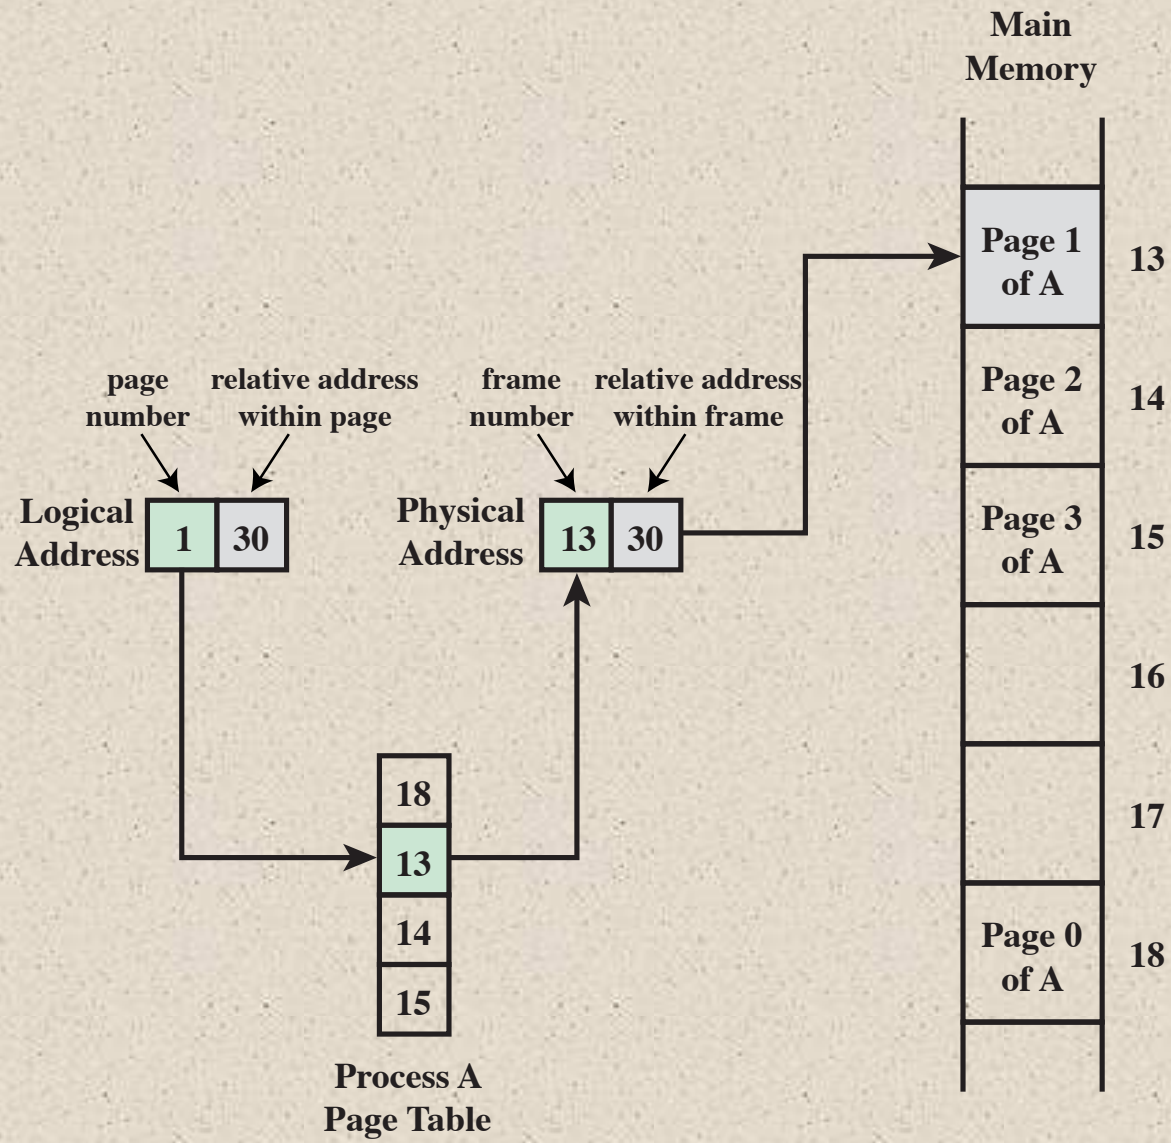 Main
Memory
Page 1
of A
13
Page 2
of A
14
Page 3
of A
15
16
17
Page 0
of A
18
page
number
relative address
within page
frame
number
relative address
within frame
Logical
Address
1 30
Physical
Address
13 30
18
13
14
15
Process A
Page Table